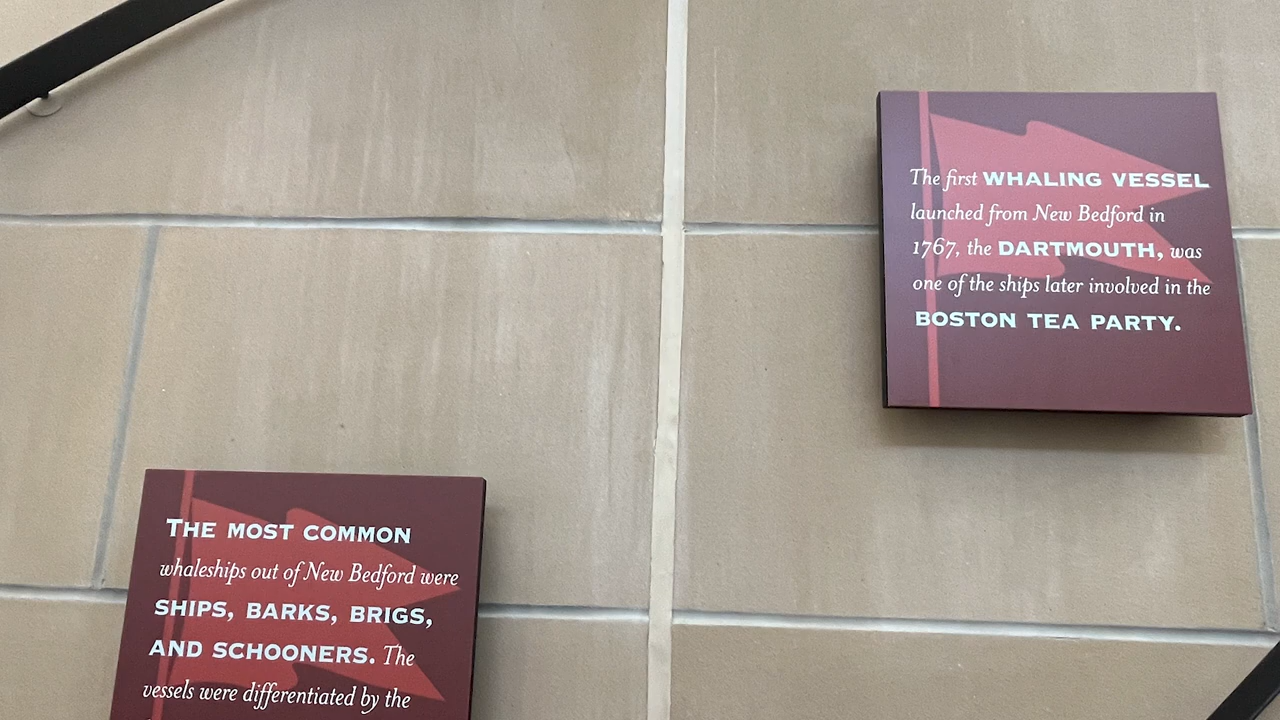 The first WHALING VESSEL
launched from New Bedford in
1767, the DARTMOUTH, was
one of the ships later involved in the
BOSTON TEA PARTY.
THE MOST COMMON
whaleships out of New Bedford were
SHIPS, BARKS, BRIGS,
AND SCHOONERS. The
vessels were differentiated by the